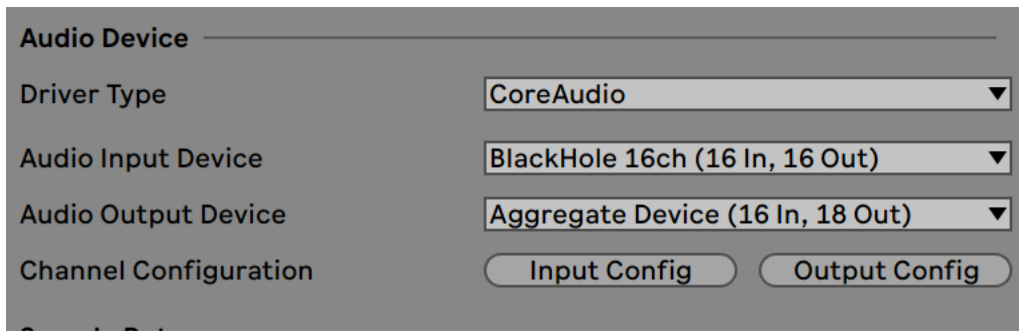 Audio Device
Driver Type CoreAudio
Audio Input Device BlackHole 16ch (16 In, 16 Out)
Audio Output Device Aggregate Device (16 In, 18 Out)
Channel Configuration Input Config Output Config